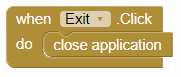 when Exit .Click
do close application